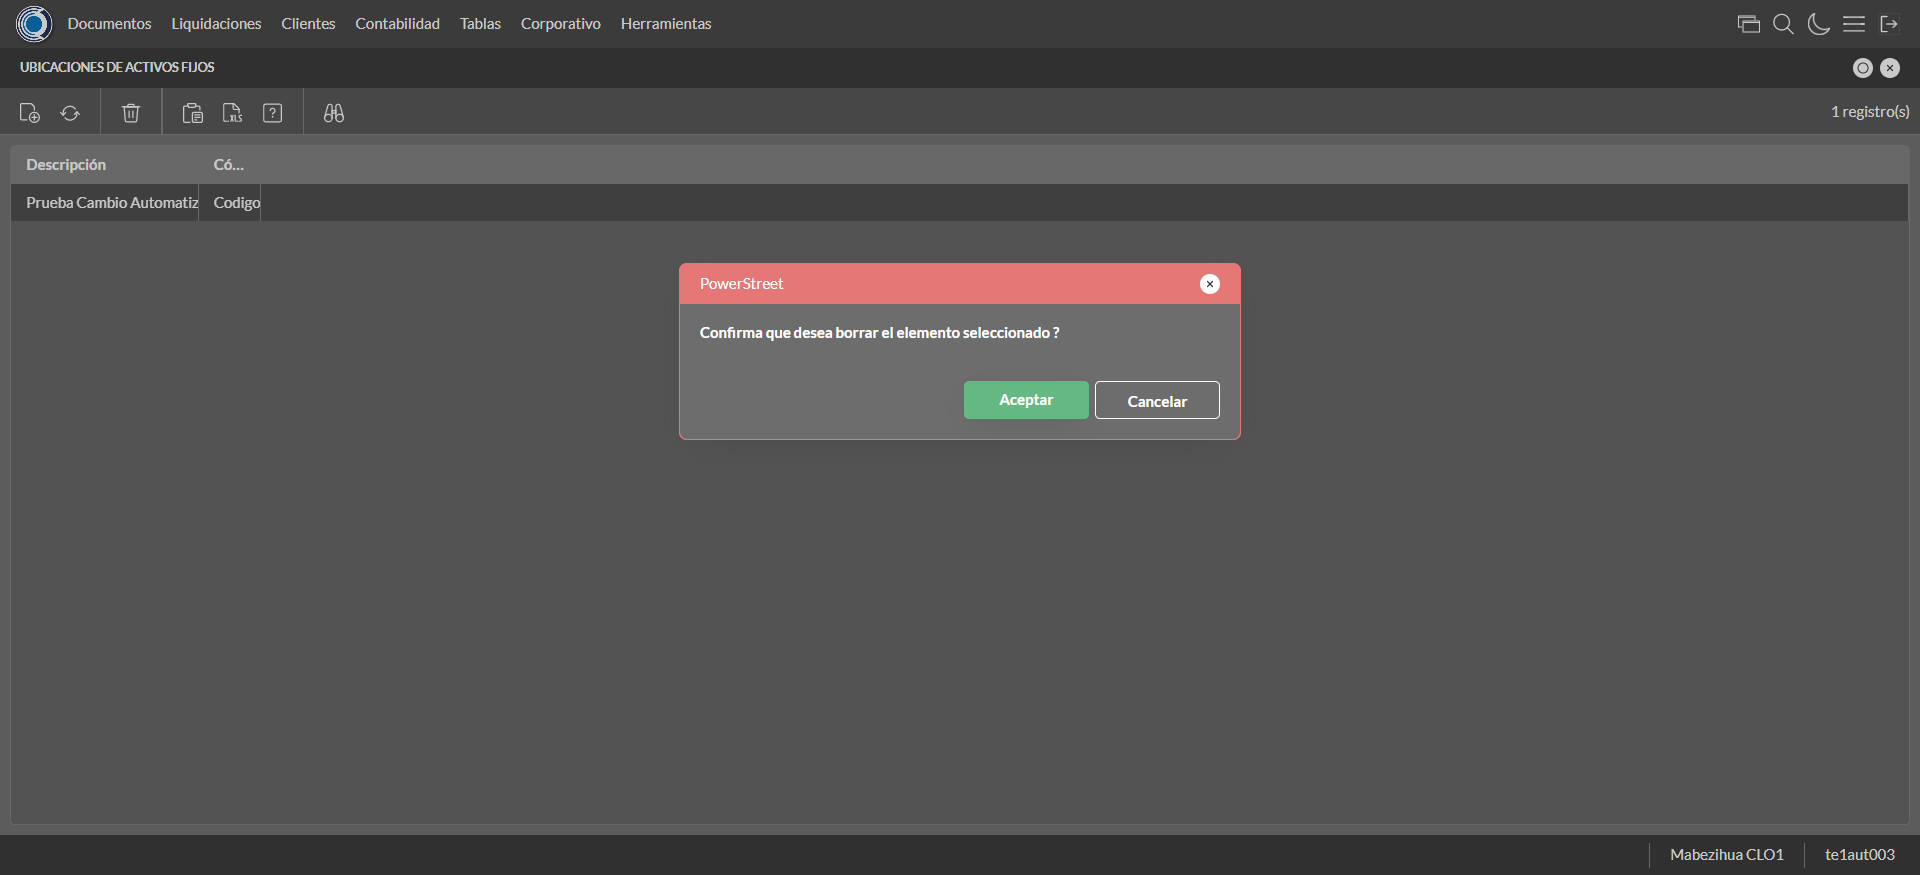 Documentos Liquidaciones Clientes Contabilidad Tablas Corporativo Herramientas
UBICACIONES DE ACTIVOS FIJOS
XLS ? 1 registro(s)
Descripción Có...
Prueba Cambio Automatiz Codigo
PowerStreet
Confirma que desea borrar el elemento seleccionado ?
Aceptar Cancelar
Mabezihua CLO1 te1aut003